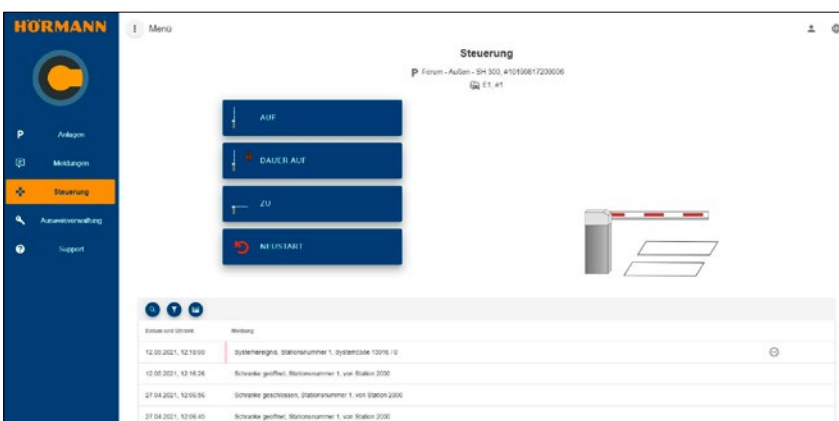 HÖRMANN
Menü
Steuerung
P Forum - Außen - SH 300, #10190817200006
E1, #1
AUF
DAUER AUF
ZU
NEUSTART
P Anlagen
Meldungen
Steuerung
Ausweisverwaltung
Support
Datum und Uhrzeit Meldung
12.05.2021, 12:18:00 Systemereignis, Stationsnummer 1, Systemcode 10016 / 0
12.05.2021, 12:16:26 Schranke geöffnet, Stationsnummer 1, von Station 2000
27.04.2021, 12:06:56 Schranke geschlossen, Stationsnummer 1, von Station 2000
27.04.2021, 12:06:45 Schranke geöffnet, Stationsnummer 1, von Station 2000